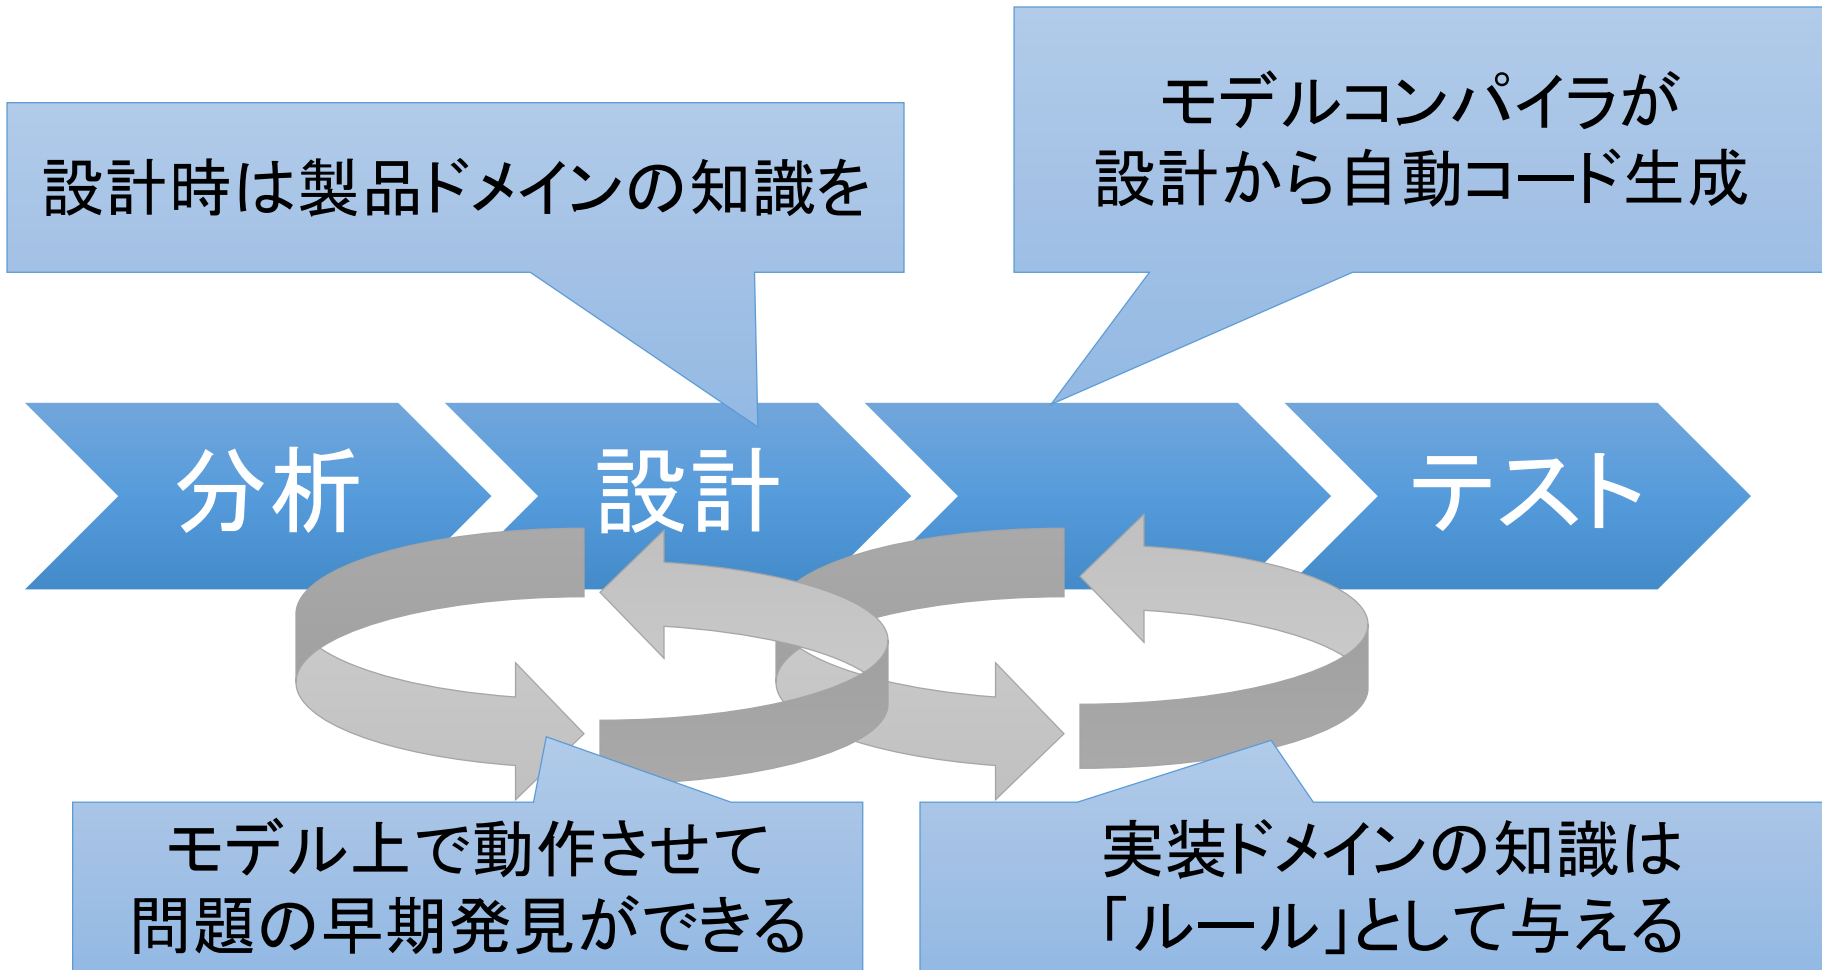 設計時は製品ドメインの知識を
モデルコンパイラが
設計から自動コード生成
分析
設計
テスト
モデル上で動作させて
問題の早期発見ができる
実装ドメインの知識は
「ルール」として与える